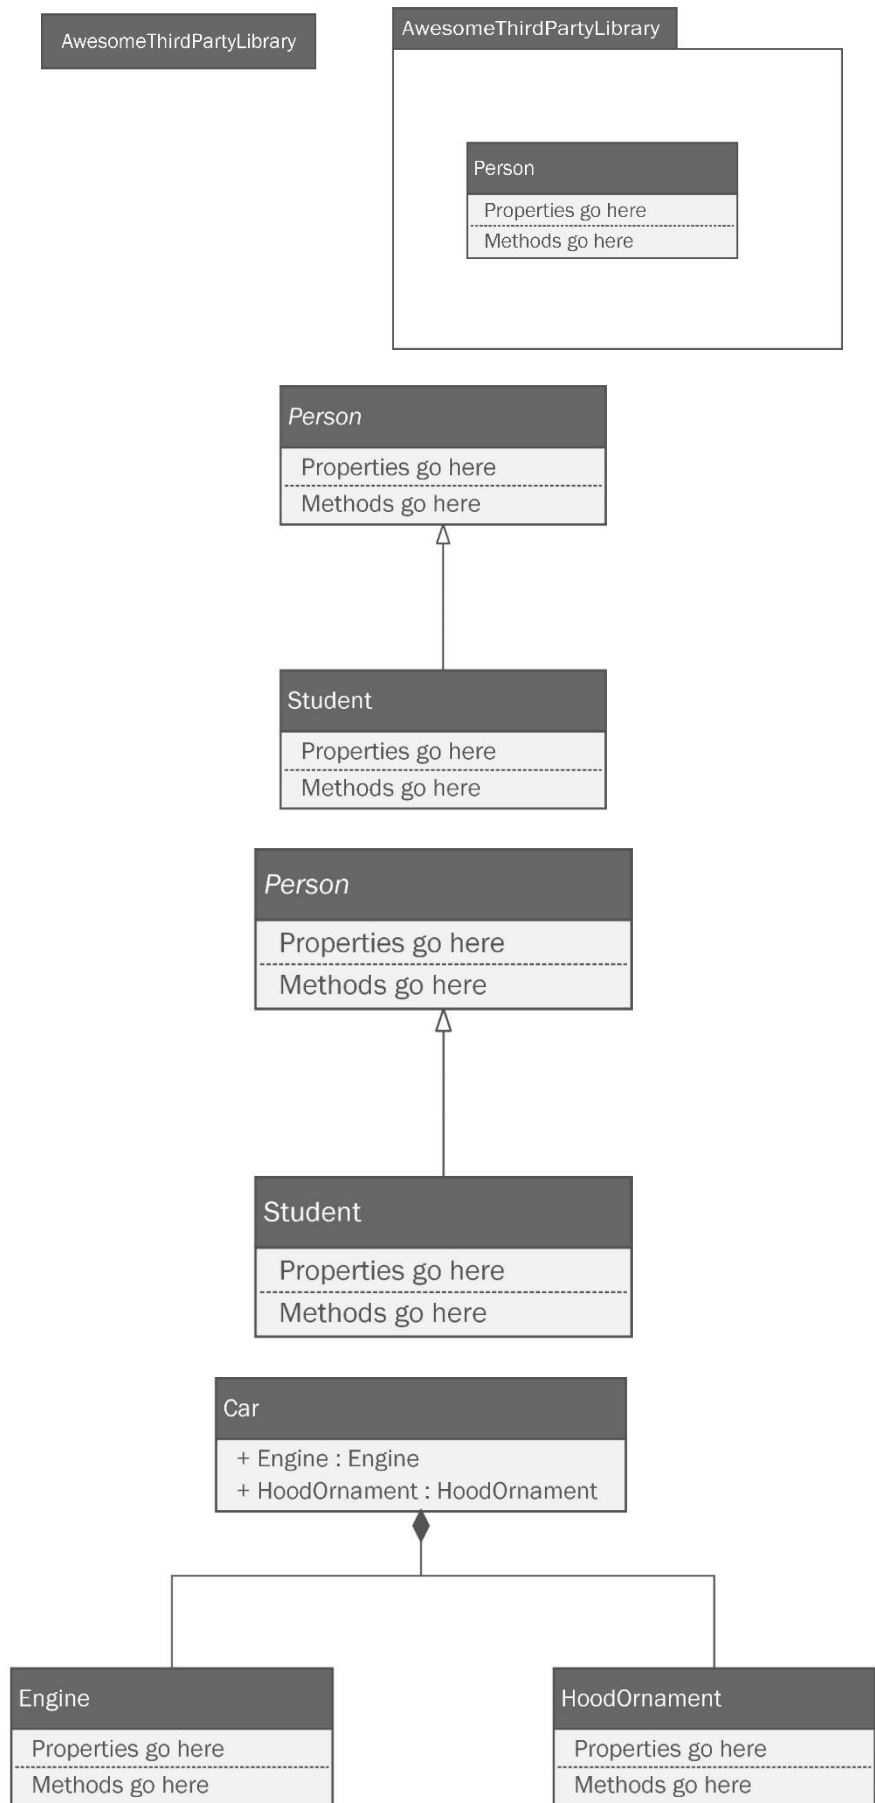 AwesomeThirdPartyLibrary
AwesomeThirdPartyLibrary
Person
Properties go here
Methods go here
Person
Properties go here
Methods go here
Student
Properties go here
Methods go here
Person
Properties go here
Methods go here
Student
Properties go here
Methods go here
Car
+ Engine : Engine
+ HoodOrnament : HoodOrnament
Engine
Properties go here
Methods go here
HoodOrnament
Properties go here
Methods go here